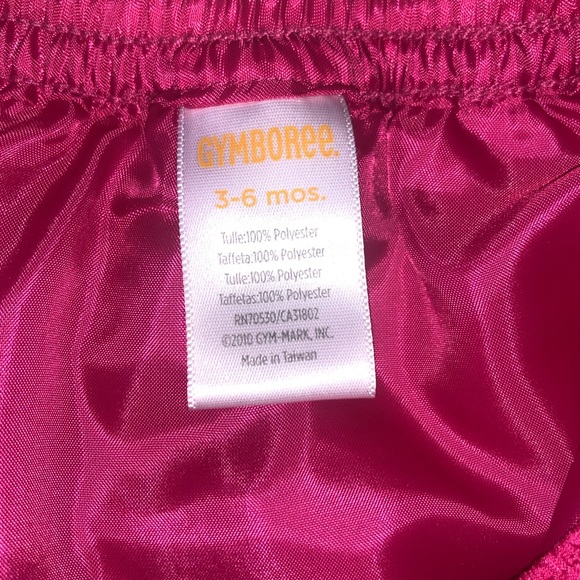 GYMBORee.
3-6 mos.
Tulle:100% Polyester
Taffeta:100% Polyester
Tulle:100% Polyester
Taffetas:100% Polyester
RN70530/CA31802
©2010 GYM-MARK, INC.
Made in Taiwan